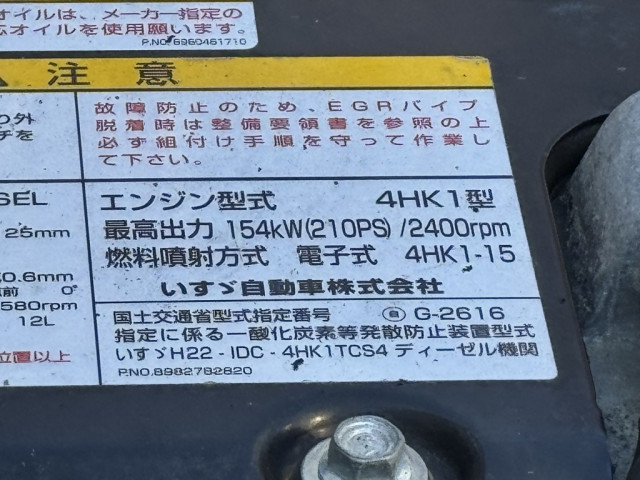 オイルは、メーカー指定の
オイルを使用願います。
P.NO.8980461710
注 意
の外
チを
故障防止のため、EGRパイプ
脱着時は整備要領書を参照の上
必ず組付け手順を守って作業し
て下さい。
SEL
25mm
0.6mm
前 0°
580rpm
12L
位置以上
エンジン型式 4HK1型
最高出力 154kW(210PS)/2400rpm
燃料噴射方式 電子式 4HK1-15
いすゞ自動車株式会社
国土交通省型式指定番号 自 G-2616
指定に係る一酸化炭素等発散防止装置型式
いすゞH22-IDC-4HK1TCS4 ディーゼル機関
P.NO.8982782820